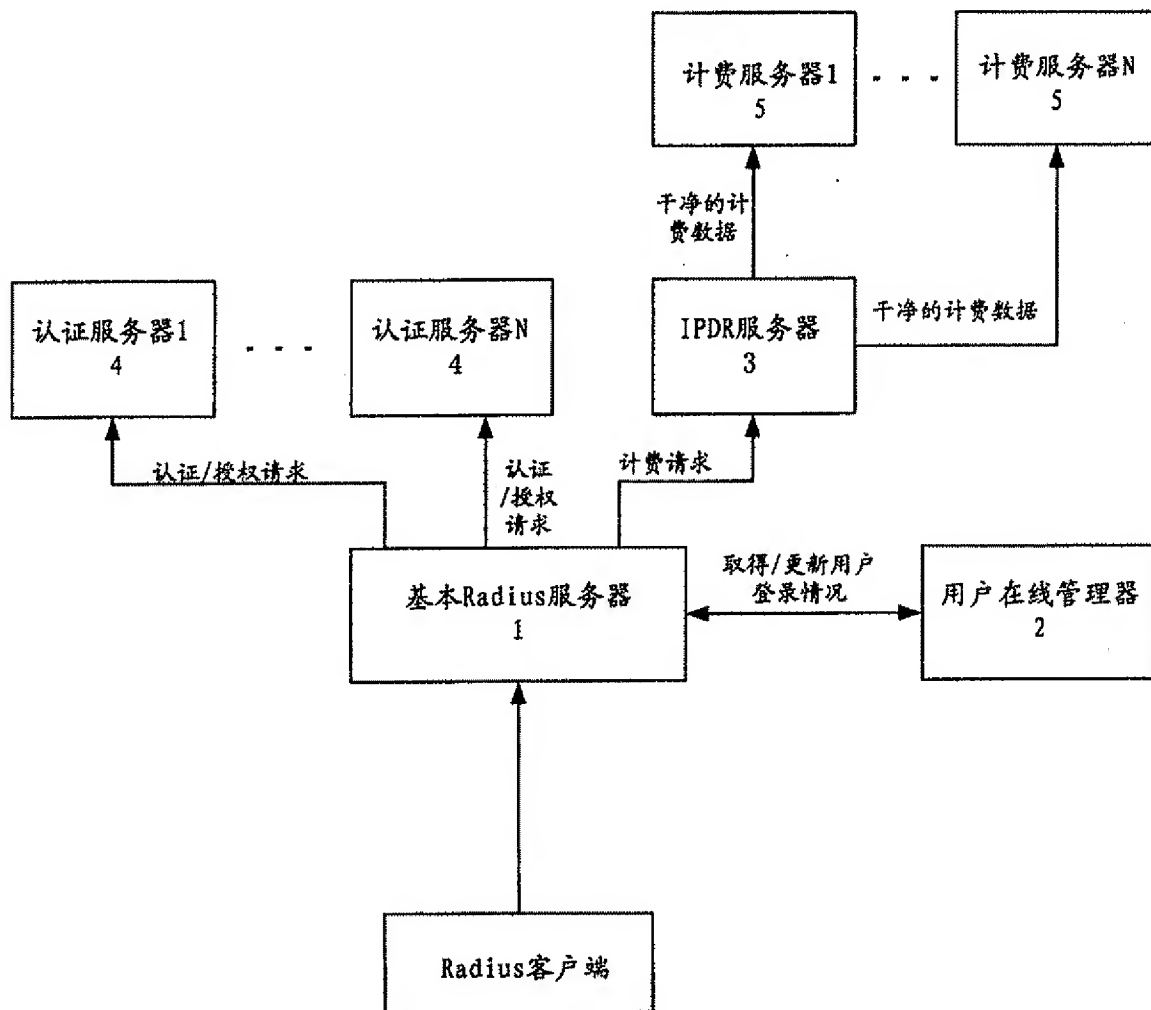 计费服务器1
5
- - -
计费服务器N
5
干净的计
费数据
认证服务器1
4
- - -
认证服务器N
4
IPDR服务器
3
干净的计费数据
认证/授权请求
认证
/授权
请求
计费请求
基本Radius服务器
1
取得/更新用户
登录情况
用户在线管理器
2
Radius客户端